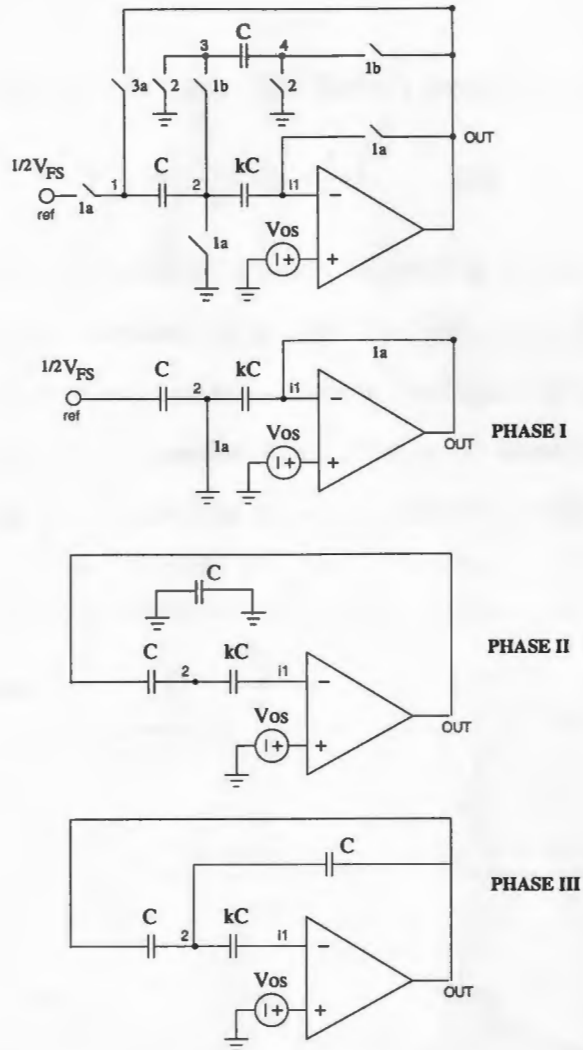 C
3
4
3a
2
1b
2
1b
1a
OUT
1/2VFS
ref
1a
1
C
2
kC
i1
1a
Vos
I+
−
+
1/2VFS
ref
C
2
kC
i1
1a
1a
Vos
I+
−
+
OUT
PHASE I
C
PHASE II
C
2
kC
i1
Vos
I+
−
+
OUT
C
PHASE III
C
2
kC
i1
Vos
I+
−
+
OUT